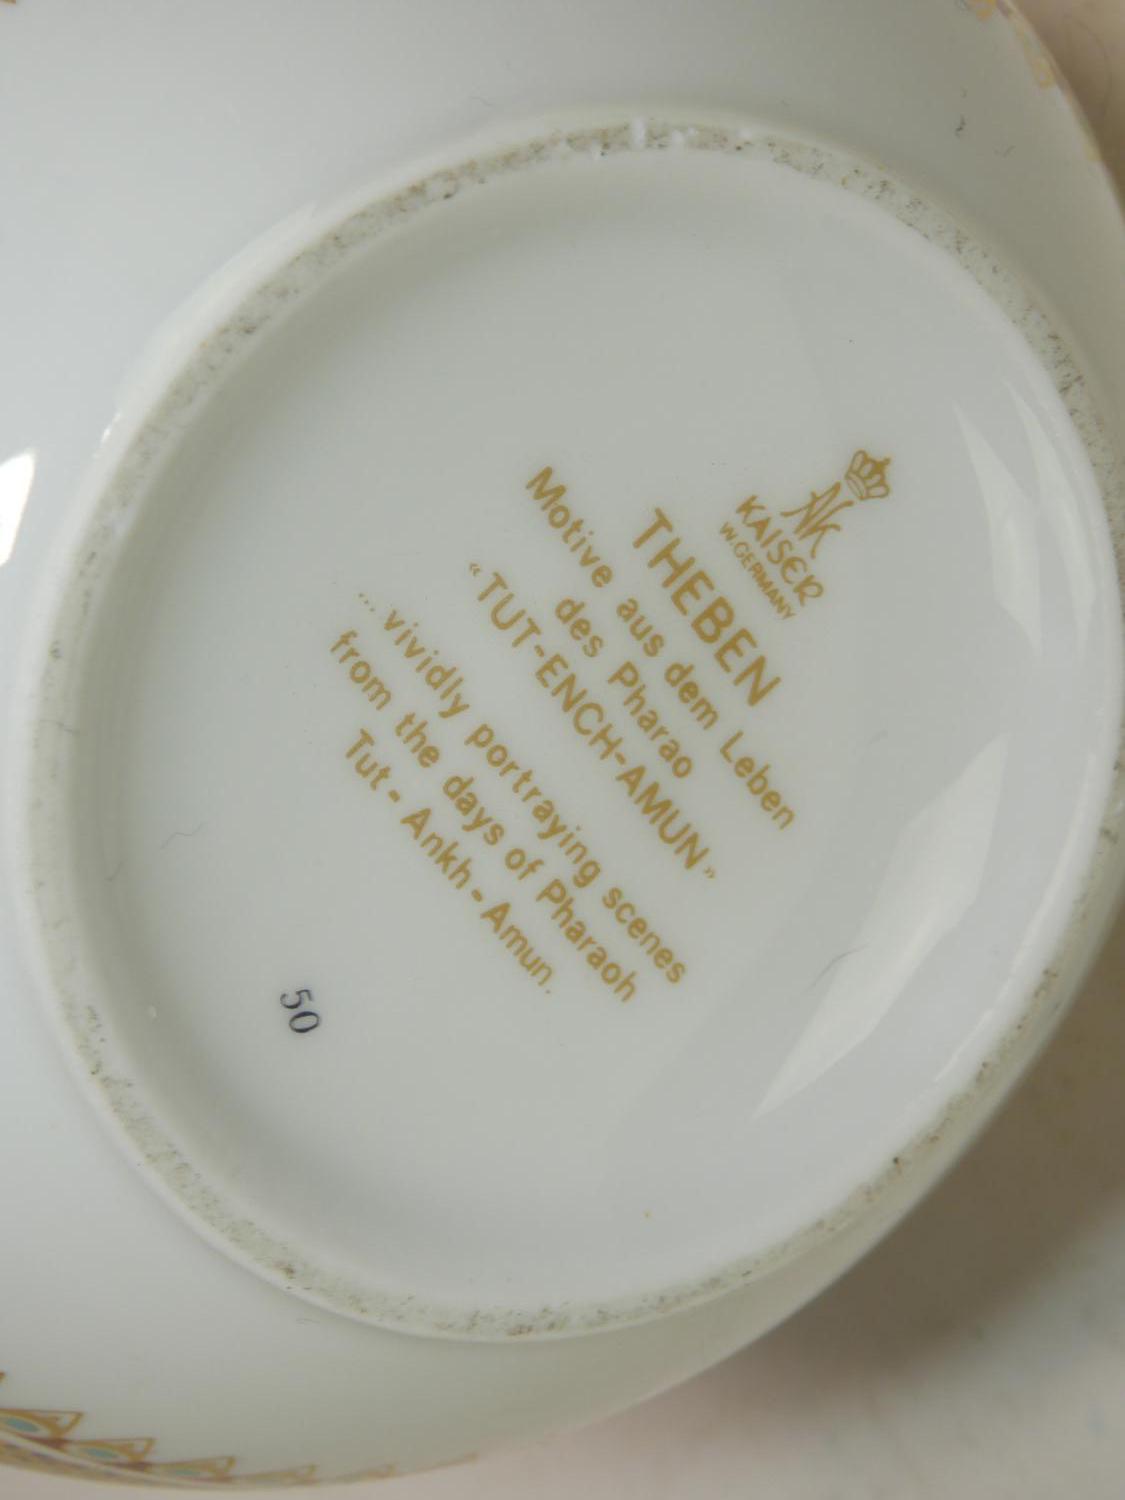 NK
KAISER
W.GERMANY
THEBEN
Motive aus dem Leben
des Pharao
«TUT-ENCH-AMUN»
... vividly portraying scenes
from the days of Pharaoh
Tut - Ankh - Amun.
50